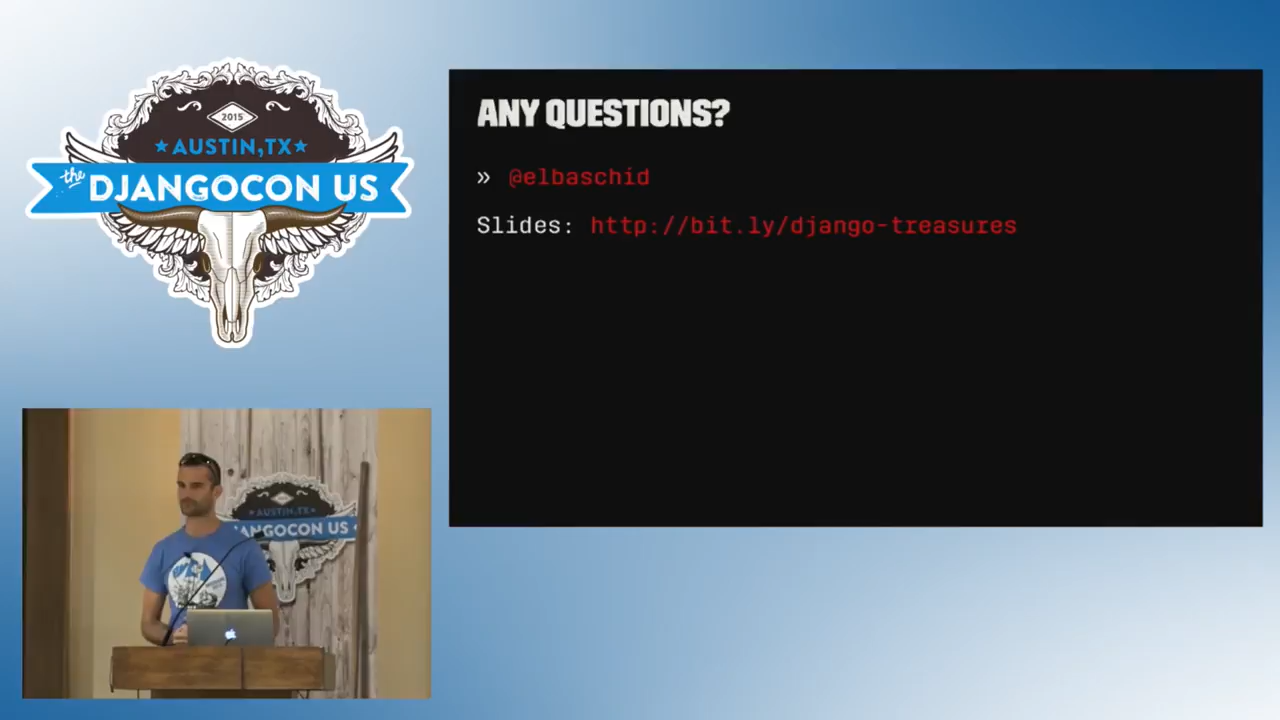 2015
AUSTIN,TX
the DJANGOCON US
ANY QUESTIONS?
» @elbaschid
Slides: http://bit.ly/django-treasures
AUSTIN,TX
DJANGOCON US